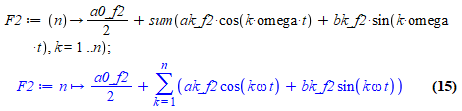 F2 := (n) → a0_f2/2 + sum(ak_f2·cos(k·omega·t) + bk_f2·sin(k·omega
·t), k = 1 ..n);
F2 := n ↦ a0_f2/2 + ∑_{k=1}^{n} (ak_f2 cos(k ω t) + bk_f2 sin(k ω t)) (15)